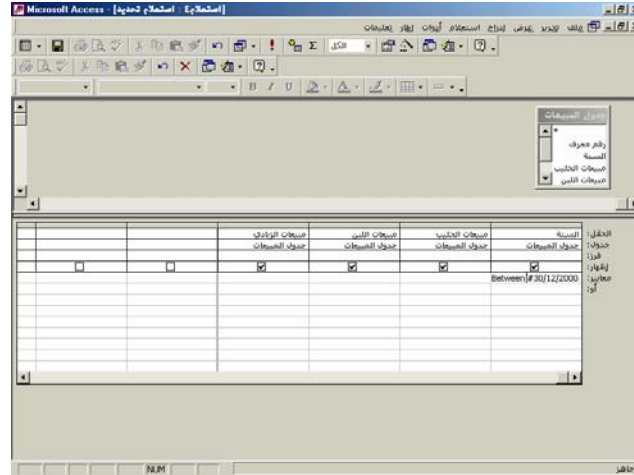 Microsoft Access - [استعلام4 : استعلام تحديد]
ملف تحرير عرض إدراج استعلام أدوات إطار تعليمات
Σ الكل
B I U
جدول المبيعات
*
رقم معرف
السنة
مبيعات الحليب
مبيعات اللبن
الحقل: السنة مبيعات الحليب مبيعات اللبن مبيعات الزبادي
جدول: جدول المبيعات جدول المبيعات جدول المبيعات جدول المبيعات
فرز:
إظهار:
معايير: Between #30/12/2000
أو:
جاهز NUM